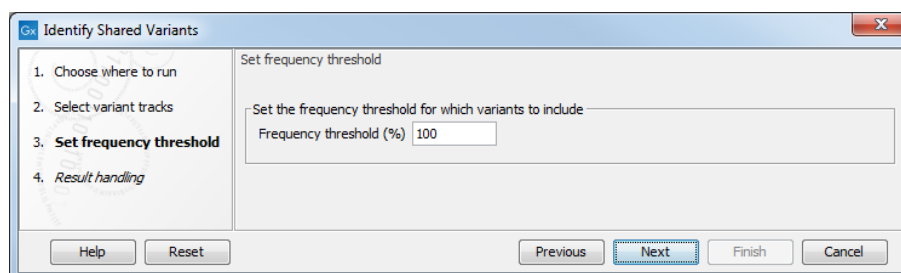 Gx Identify Shared Variants
1. Choose where to run
2. Select variant tracks
3. Set frequency threshold
4. Result handling
Set frequency threshold
Set the frequency threshold for which variants to include
Frequency threshold (%) 100
Help Reset Previous Next Finish Cancel